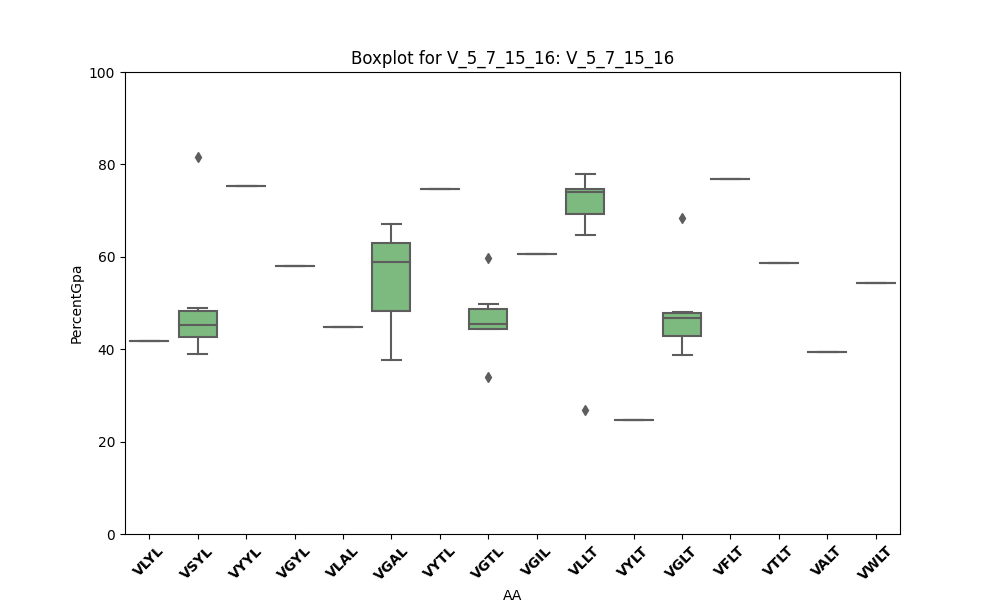 Boxplot for V_5_7_15_16: V_5_7_15_16
PercentGpa
100
80
60
40
20
0
VLYL VSYL VYYL VGYL VLAL VGAL VYTL VGTL VGIL VLLT VYLT VGLT VFLT VTLT VALT VWLT
AA